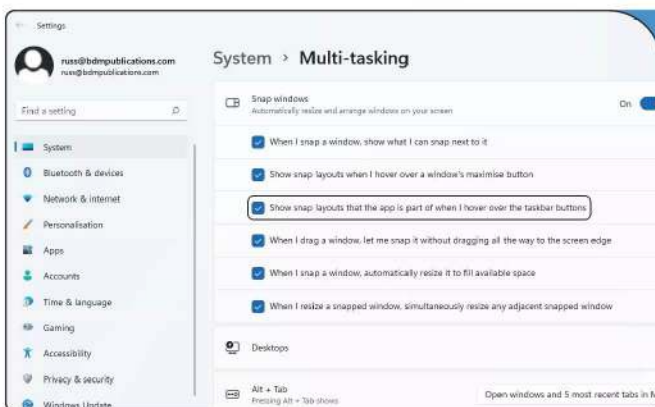 Settings
russ@bdmpublications.com
russ@bdmpublications.com
Find a setting
System
Bluetooth & devices
Network & internet
Personalisation
Apps
Accounts
Time & language
Gaming
Accessibility
Privacy & security
Windows Update
System > Multi-tasking
Snap windows
Automatically resize and arrange windows on your screen
On
When I snap a window, show what I can snap next to it
Show snap layouts when I hover over a window's maximise button
Show snap layouts that the app is part of when I hover over the taskbar buttons
When I drag a window, let me snap it without dragging all the way to the screen edge
When I snap a window, automatically resize it to fill available space
When I resize a snapped window, simultaneously resize any adjacent snapped window
Desktops
Alt + Tab
Pressing Alt + Tab shows
Open windows and 5 most recent tabs in M